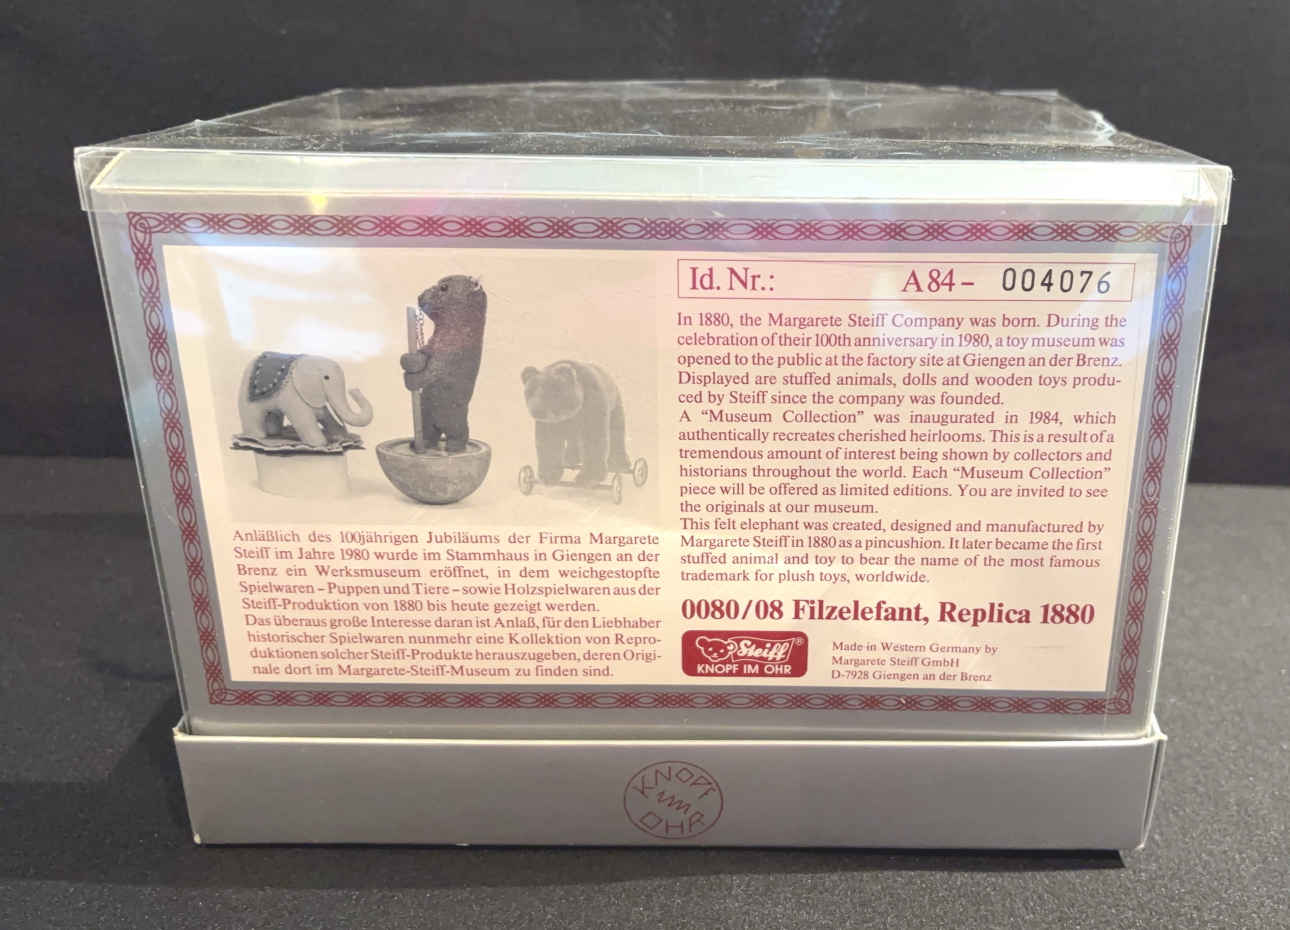 Anläßlich des 100jährigen Jubiläums der Firma Margarete
Steiff im Jahre 1980 wurde im Stammhaus in Giengen an der
Brenz ein Werksmuseum eröffnet, in dem weichgestopfte
Spielwaren – Puppen und Tiere – sowie Holzspielwaren aus der
Steiff-Produktion von 1880 bis heute gezeigt werden.
Das überaus große Interesse daran ist Anlaß, für den Liebhaber
historischer Spielwaren nunmehr eine Kollektion von Repro-
duktionen solcher Steiff-Produkte herauszugeben, deren Origi-
nale dort im Margarete-Steiff-Museum zu finden sind.
Id. Nr.: A 84 – 004076
In 1880, the Margarete Steiff Company was born. During the
celebration of their 100th anniversary in 1980, a toy museum was
opened to the public at the factory site at Giengen an der Brenz.
Displayed are stuffed animals, dolls and wooden toys produ-
ced by Steiff since the company was founded.
A “Museum Collection” was inaugurated in 1984, which
authentically recreates cherished heirlooms. This is a result of a
tremendous amount of interest being shown by collectors and
historians throughout the world. Each “Museum Collection”
piece will be offered as limited editions. You are invited to see
the originals at our museum.
This felt elephant was created, designed and manufactured by
Margarete Steiff in 1880 as a pincushion. It later became the first
stuffed animal and toy to bear the name of the most famous
trademark for plush toys, worldwide.
0080/08 Filzelefant, Replica 1880
Steiff®
KNOPF IM OHR
Made in Western Germany by
Margarete Steiff GmbH
D-7928 Giengen an der Brenz
KNOPF
im
OHR